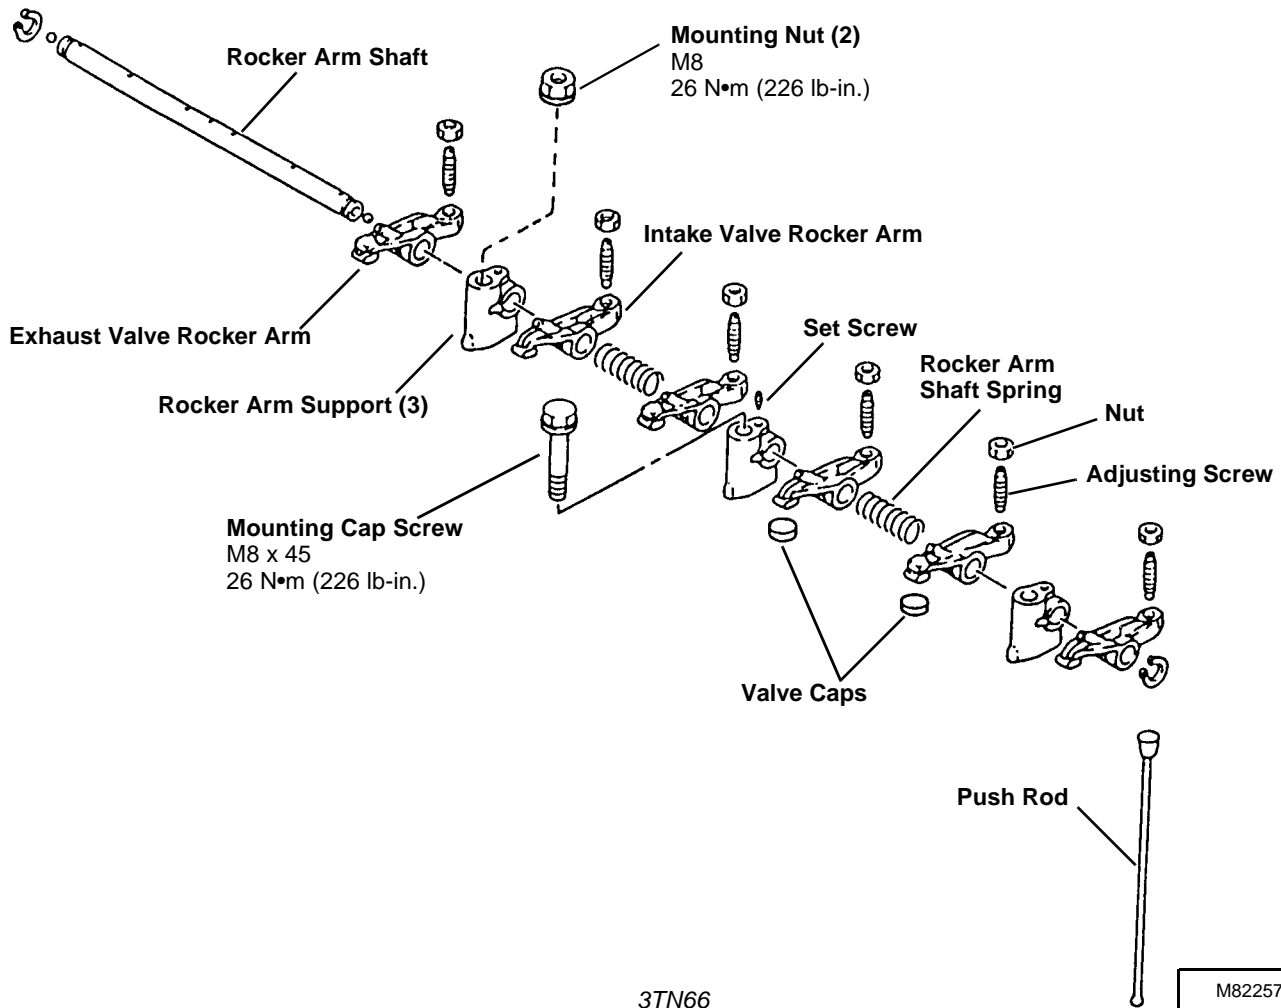 Mounting Nut (2)
M8
26 N•m (226 lb-in.)
Rocker Arm Shaft
Intake Valve Rocker Arm
Exhaust Valve Rocker Arm
Set Screw
Rocker Arm
Shaft Spring
Rocker Arm Support (3)
Nut
Adjusting Screw
Mounting Cap Screw
M8 x 45
26 N•m (226 lb-in.)
Valve Caps
Push Rod
3TN66
M82257